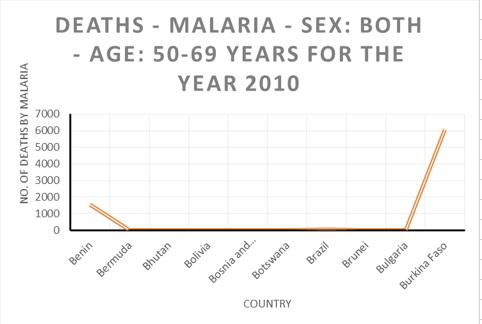 DEATHS - MALARIA - SEX: BOTH
- AGE: 50-69 YEARS FOR THE
YEAR 2010
NO. OF DEATHS BY MALARIA
7000
6000
5000
4000
3000
2000
1000
0
Benin
Bermuda
Bhutan
Bolivia
Bosnia and...
Botswana
Brazil
Brunei
Bulgaria
Burkina Faso
COUNTRY